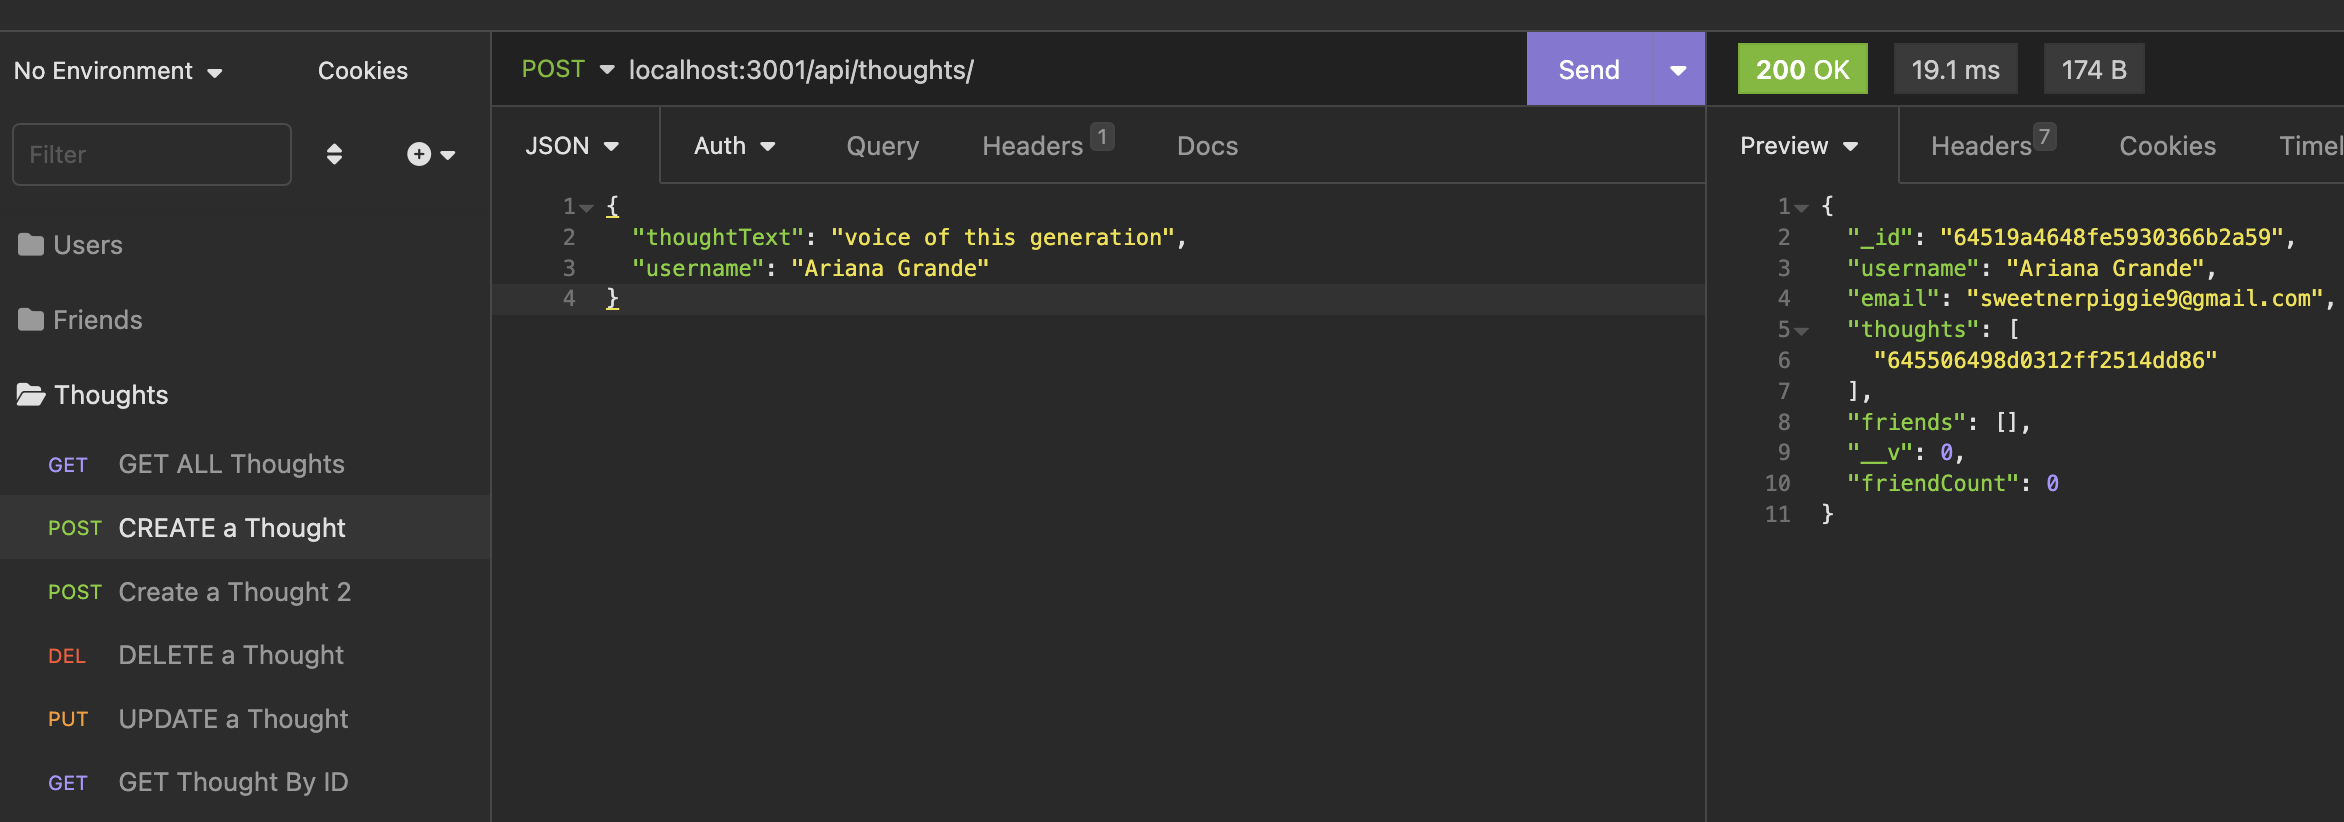 No Environment
Cookies
Filter
Users
Friends
Thoughts
GET GET ALL Thoughts
POST CREATE a Thought
POST Create a Thought 2
DEL DELETE a Thought
PUT UPDATE a Thought
GET GET Thought By ID
POST localhost:3001/api/thoughts/
Send
JSON Auth Query Headers 1 Docs
1 {
2 "thoughtText": "voice of this generation",
3 "username": "Ariana Grande"
4 }
200 OK 19.1 ms 174 B
Preview Headers 7 Cookies Timel
1 {
2 "_id": "64519a4648fe5930366b2a59",
3 "username": "Ariana Grande",
4 "email": "sweetnerpiggie9@gmail.com",
5 "thoughts": [
6 "645506498d0312ff2514dd86"
7 ],
8 "friends": [],
9 "__v": 0,
10 "friendCount": 0
11 }